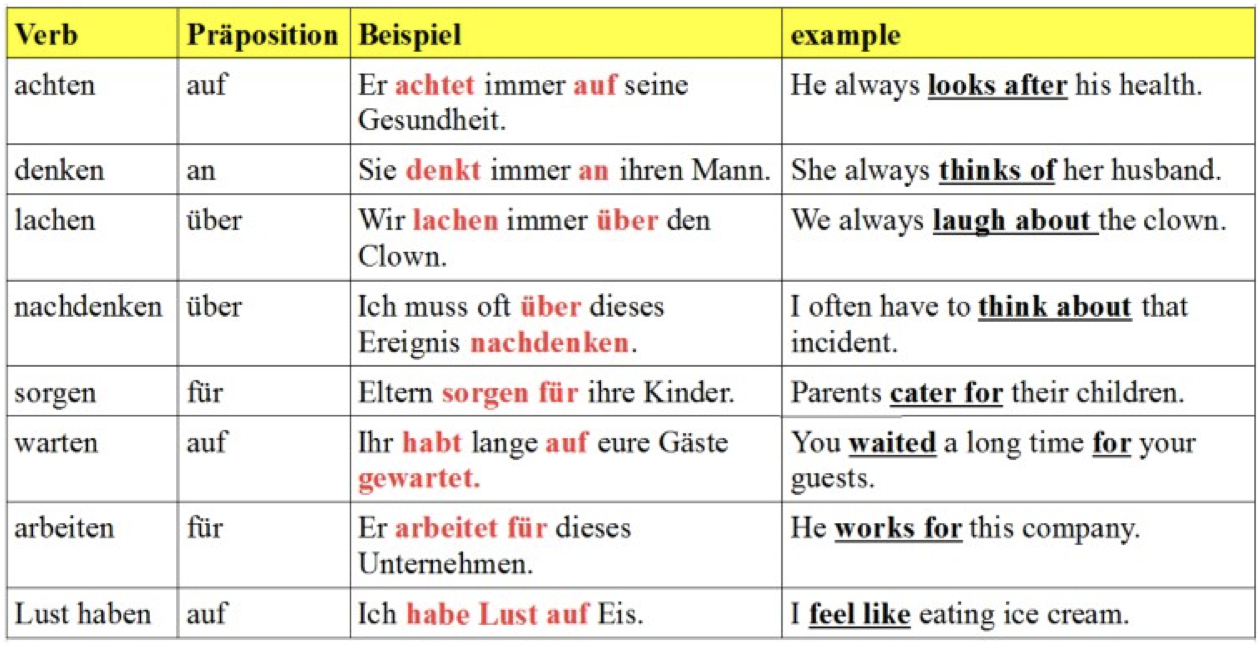 Verb Präposition Beispiel example
achten auf Er achtet immer auf seine He always looks after his health.
Gesundheit.
denken an Sie denkt immer an ihren Mann. She always thinks of her husband.
lachen über Wir lachen immer über den We always laugh about the clown.
Clown.
nachdenken über Ich muss oft über dieses I often have to think about that
Ereignis nachdenken. incident.
sorgen für Eltern sorgen für ihre Kinder. Parents cater for their children.
warten auf Ihr habt lange auf eure Gäste You waited a long time for your
gewartet. guests.
arbeiten für Er arbeitet für dieses He works for this company.
Unternehmen.
Lust haben auf Ich habe Lust auf Eis. I feel like eating ice cream.